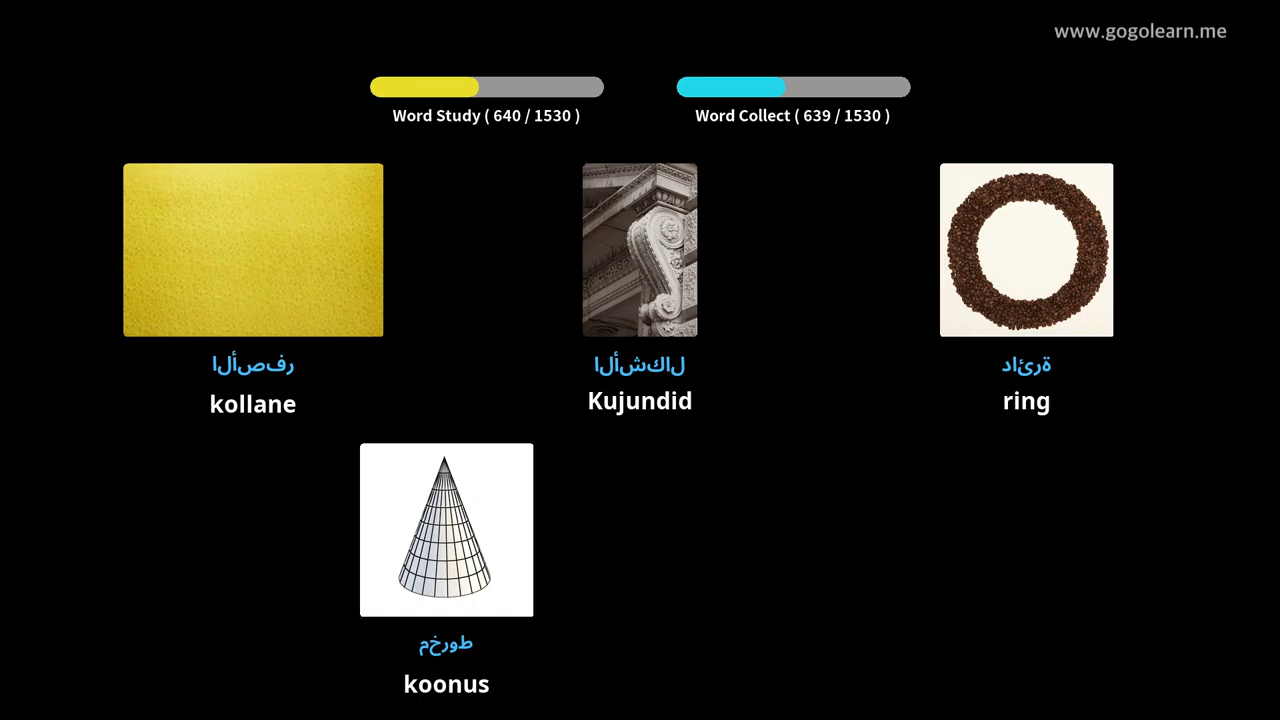 www.gogolearn.me
Word Study ( 640 / 1530 )
Word Collect ( 639 / 1530 )
الأصفر
kollane
الأشكال
Kujundid
دائرة
ring
مخروط
koonus